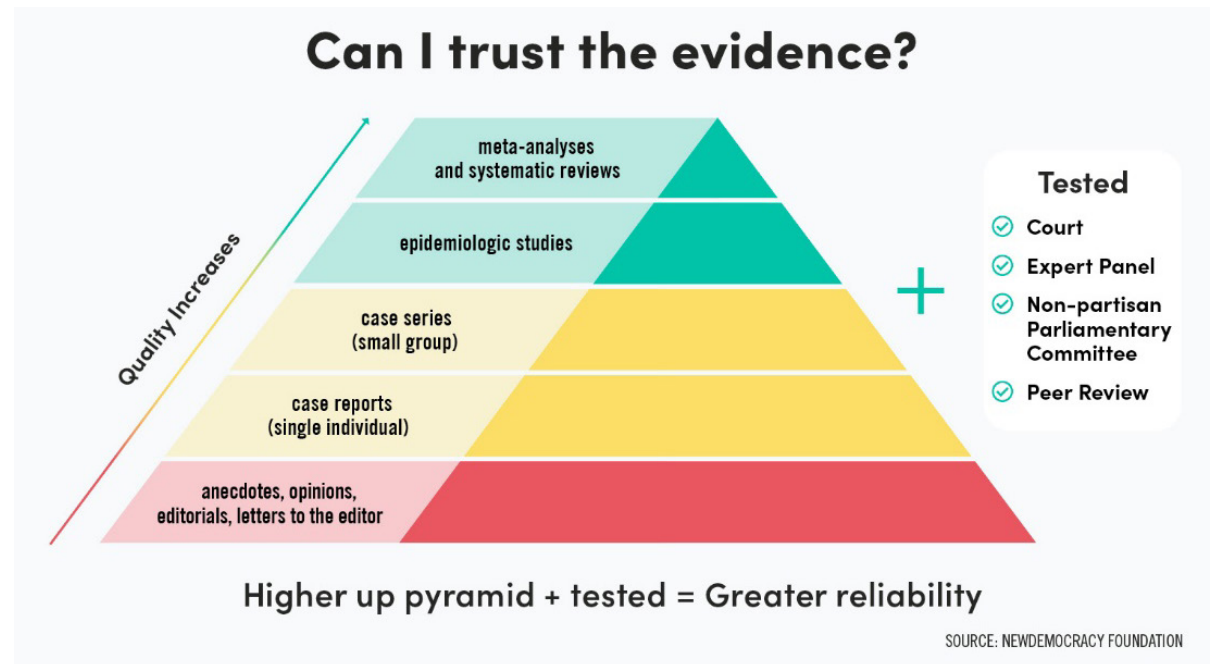 Can I trust the evidence?
Quality Increases
meta-analyses
and systematic reviews
epidemiologic studies
case series
(small group)
case reports
(single individual)
anecdotes, opinions,
editorials, letters to the editor
+
Tested
Court
Expert Panel
Non-partisan
Parliamentary
Committee
Peer Review
Higher up pyramid + tested = Greater reliability
SOURCE: NEWDEMOCRACY FOUNDATION